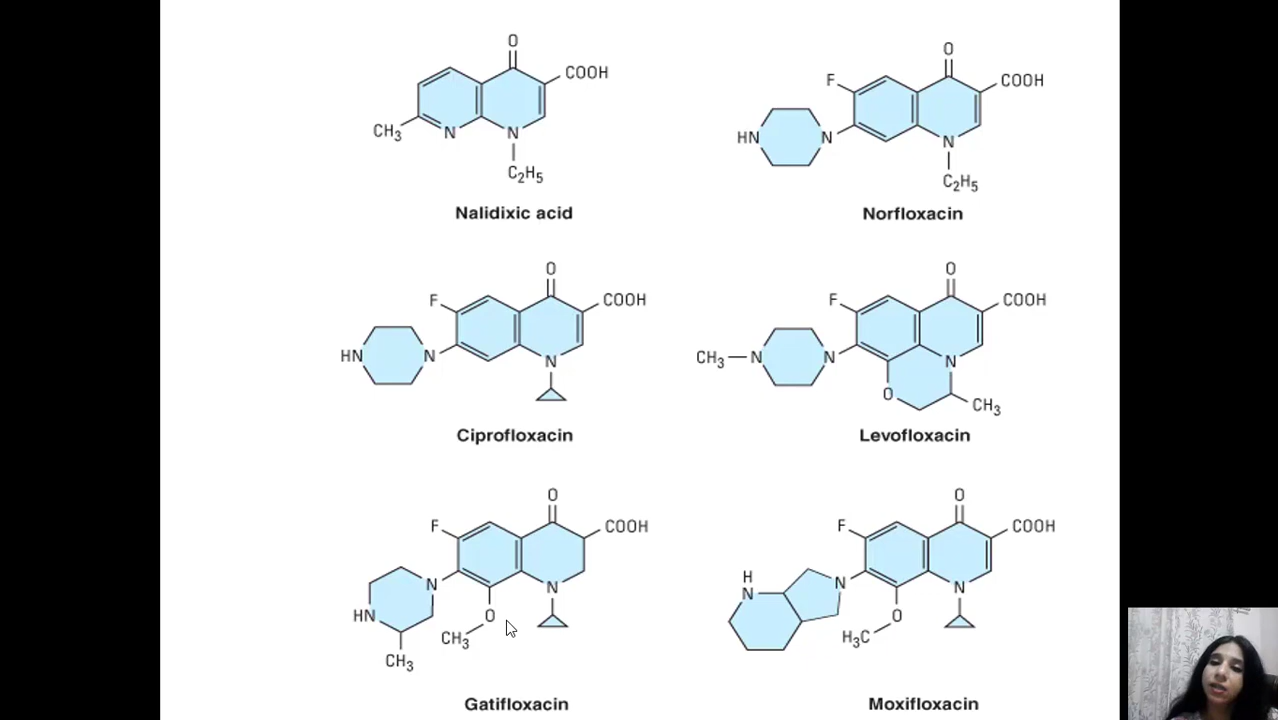 O
COOH
CH₃
N
N
C₂H₅
Nalidixic acid
O
F
COOH
HN
N
N
C₂H₅
Norfloxacin
O
F
COOH
HN
N
N
Ciprofloxacin
O
F
COOH
CH₃
N
N
N
O
CH₃
Levofloxacin
O
F
COOH
N
N
HN
O
CH₃
CH₃
Gatifloxacin
O
F
COOH
H
N
N
N
O
H₃C
Moxifloxacin